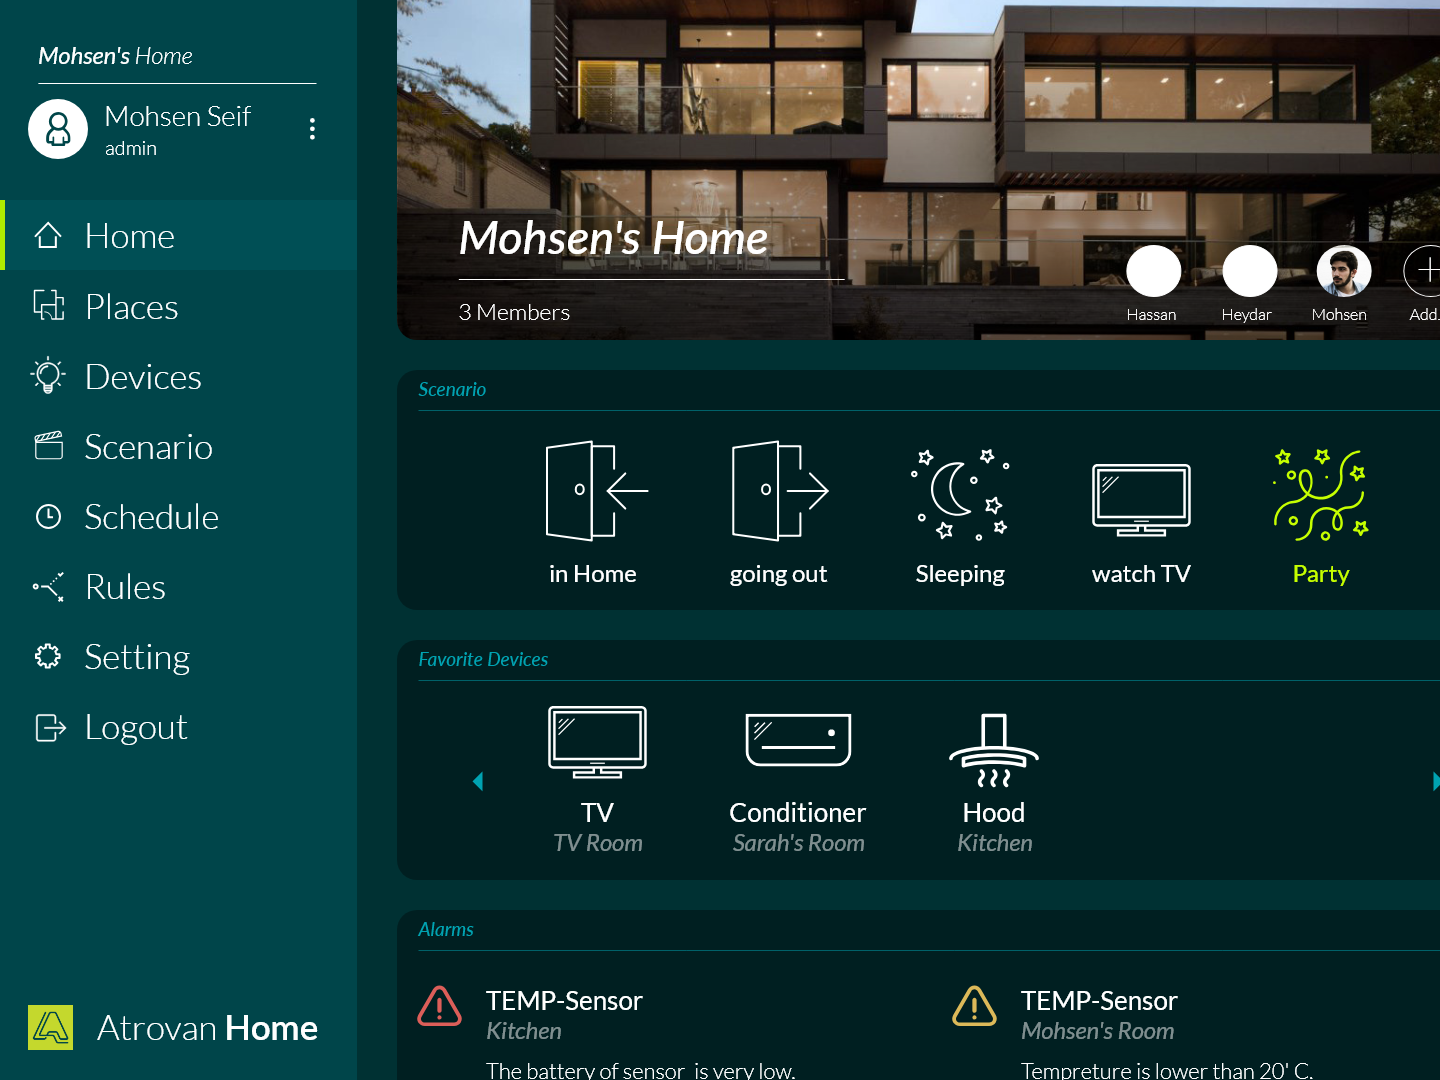 Mohsen's Home
Mohsen Seif
admin
Home
Places
Devices
Scenario
Schedule
Rules
Setting
Logout
Atrovan Home
Mohsen's Home
3 Members
Hassan
Heydar
Mohsen
Add.
Scenario
in Home
going out
Sleeping
watch TV
Party
Favorite Devices
TV
TV Room
Conditioner
Sarah's Room
Hood
Kitchen
Alarms
TEMP-Sensor
Kitchen
The battery of sensor is very low.
TEMP-Sensor
Mohsen's Room
Tempreture is lower than 20' C.